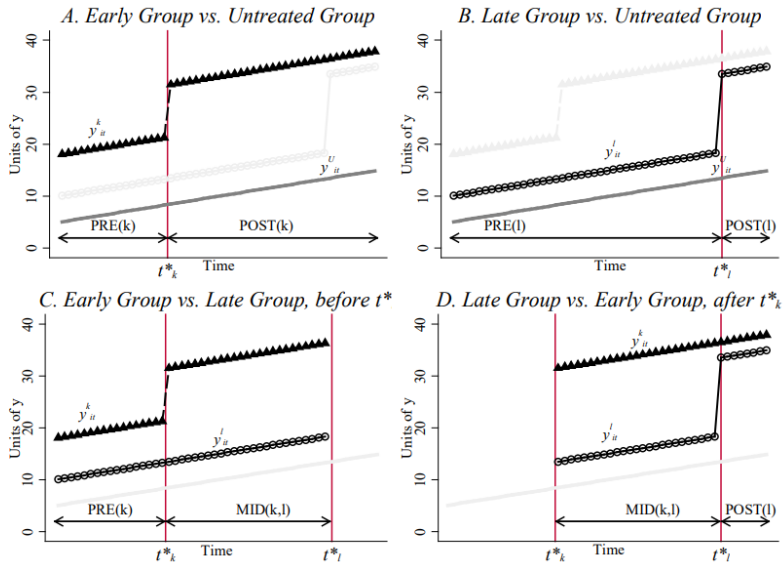 A. Early Group vs. Untreated Group
40
30
20
10
0
Units of y
y^k_it
y^U_it
PRE(k)
POST(k)
t*_k
Time
B. Late Group vs. Untreated Group
40
30
20
10
0
Units of y
y^l_it
y^U_it
PRE(l)
POST(l)
Time
t*_l
C. Early Group vs. Late Group, before t*
40
30
20
10
0
Units of y
y^k_it
y^l_it
PRE(k)
MID(k,l)
t*_k
Time
t*_l
D. Late Group vs. Early Group, after t*_k
40
30
20
10
0
Units of y
y^k_it
y^l_it
MID(k,l)
POST(l)
t*_k
Time
t*_l